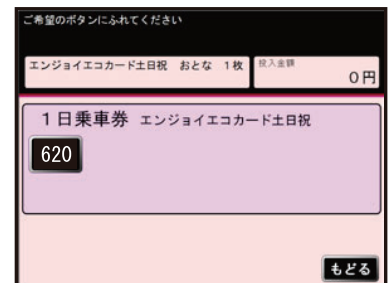 ご希望のボタンにふれてください
エンジョイエコカード土日祝 おとな 1枚
投入金額
0円
1日乗車券 エンジョイエコカード土日祝
620
もどる